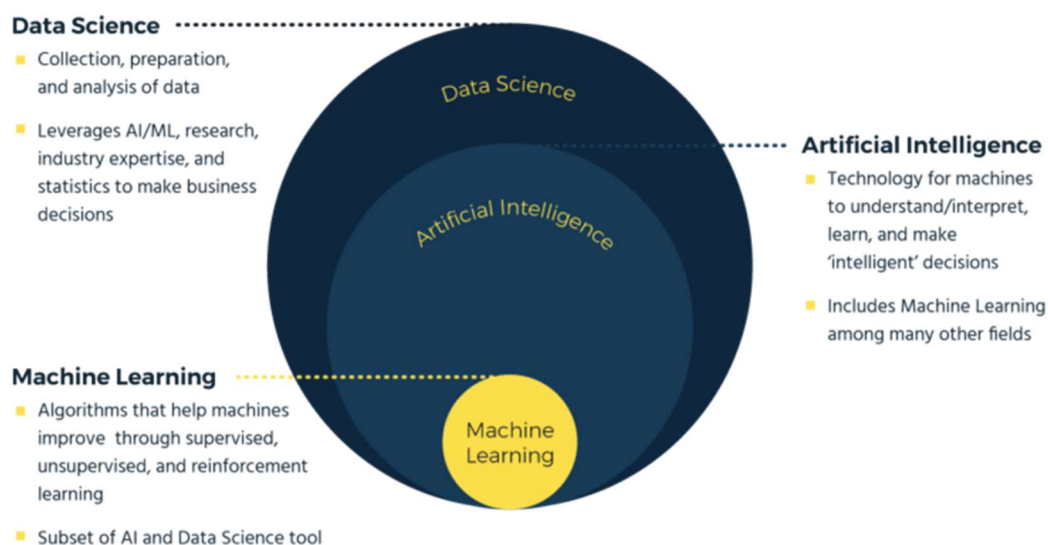 Data Science
Collection, preparation,
and analysis of data
Leverages AI/ML, research,
industry expertise, and
statistics to make business
decisions
Data Science
Artificial Intelligence
Artificial Intelligence
Technology for machines
to understand/interpret,
learn, and make
‘intelligent’ decisions
Includes Machine Learning
among many other fields
Machine Learning
Algorithms that help machines
improve through supervised,
unsupervised, and reinforcement
learning
Subset of AI and Data Science tool
Machine
Learning